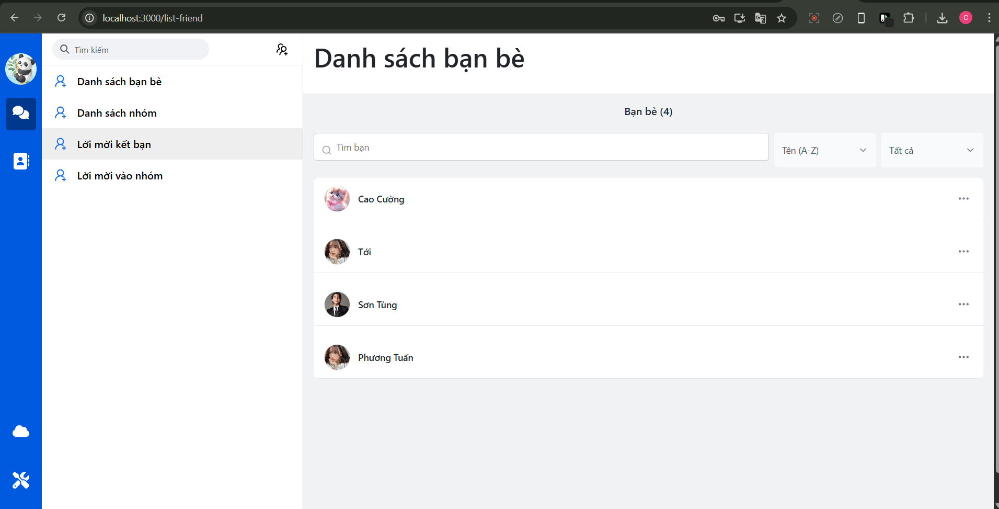 localhost:3000/list-friend
C
Tìm kiếm
Danh sách bạn bè
Danh sách nhóm
Lời mời kết bạn
Lời mời vào nhóm
Danh sách bạn bè
Bạn bè (4)
Tìm bạn
Tên (A-Z)
Tất cả
Cao Cường
Tới
Sơn Tùng
Phương Tuấn